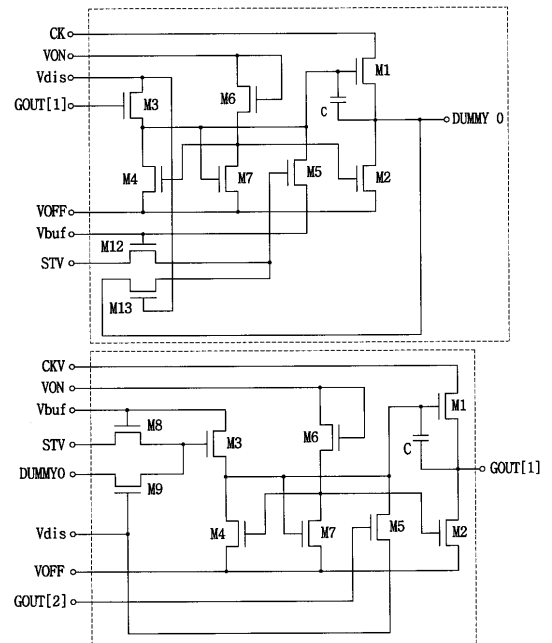 CK
VON
Vdis
GOUT[1]
M1
M3
M6
C
DUMMY 0
M4
M7
M5
M2
VOFF
Vbuf
M12
STV
M13
CKV
VON
Vbuf
M8
STV
M3
M6
M1
C
DUMMY0
M9
GOUT[1]
Vdis
M4
M7
M5
M2
VOFF
GOUT[2]